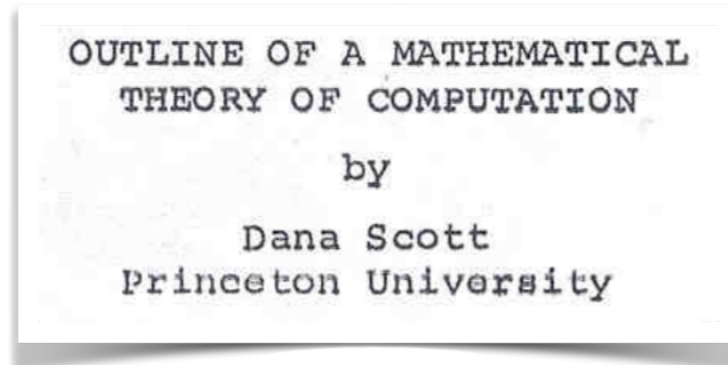 OUTLINE OF A MATHEMATICAL
THEORY OF COMPUTATION
by
Dana Scott
Princeton University